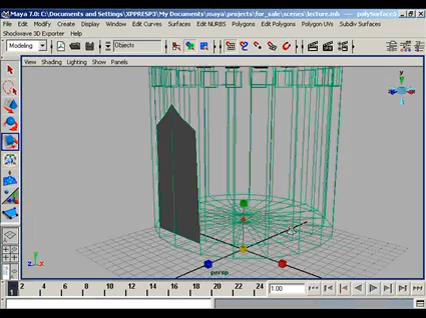 Maya 7.0: C:\Documents and Settings\XPPRESP3\My Documents\maya\projects\for_sale\scenes\lecture.mb
File Edit Modify Create Display Window Edit Curves Surfaces Edit NURBS Polygons Edit Polygons Polygon UVs Subdiv Surfaces
Shockwave 3D Exporter Help
Modeling Objects
View Shading Lighting Show Panels
y
x
persp
y
z x
2 4 6 8 10 12 14 16 18 20 22 24
1 1.00